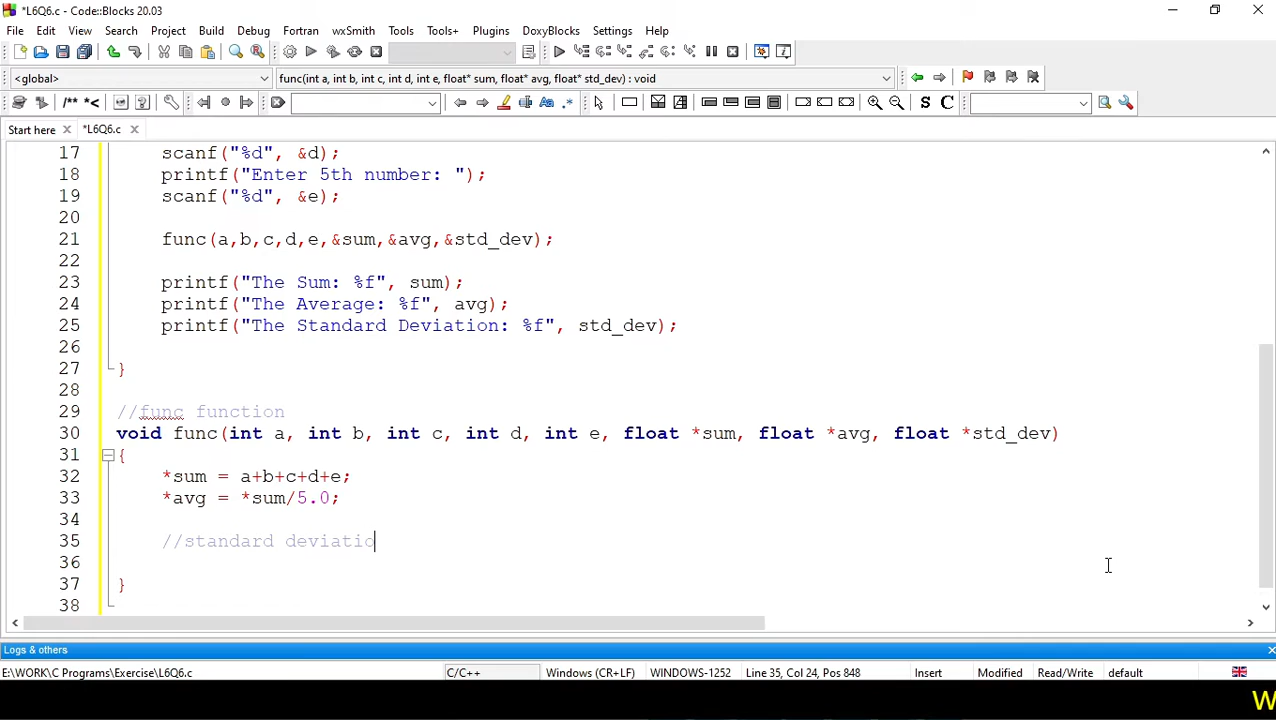 *L6Q6.c - Code::Blocks 20.03
File Edit View Search Project Build Debug Fortran wxSmith Tools Tools+ Plugins DoxyBlocks Settings Help
<global> func(int a, int b, int c, int d, int e, float* sum, float* avg, float* std_dev) : void
/** *< S C
Start here *L6Q6.c
17 scanf("%d", &d);
18 printf("Enter 5th number: ");
19 scanf("%d", &e);
20
21 func(a,b,c,d,e,&sum,&avg,&std_dev);
22
23 printf("The Sum: %f", sum);
24 printf("The Average: %f", avg);
25 printf("The Standard Deviation: %f", std_dev);
26
27 }
28
29 //func function
30 void func(int a, int b, int c, int d, int e, float *sum, float *avg, float *std_dev)
31 {
32 *sum = a+b+c+d+e;
33 *avg = *sum/5.0;
34
35 //standard deviatio
36
37 }
38
Logs & others
E:\WORK\C Programs\Exercise\L6Q6.c C/C++ Windows (CR+LF) WINDOWS-1252 Line 35, Col 24, Pos 848 Insert Modified Read/Write default
W